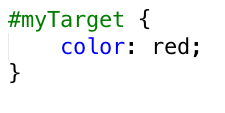 #myTarget {
    color: red;
}